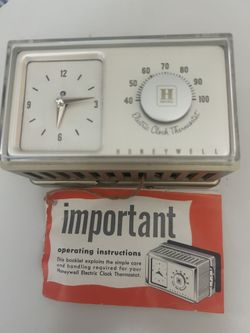 12
3
6
9
40 50 60 70 80 90 100
H
Electric Clock Thermostat
HONEYWELL
important
operating instructions
This booklet explains the simple care
and handling required for your
Honeywell Electric Clock Thermostat.